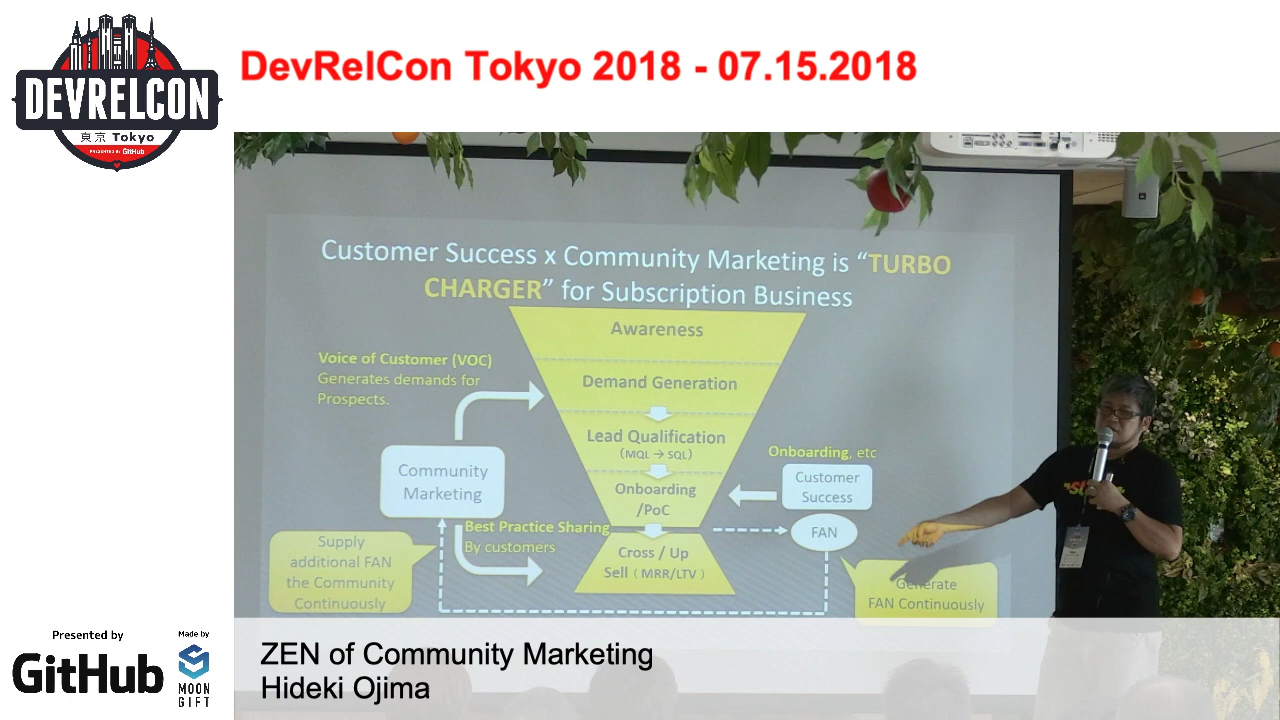 DEVRELCON
東京 Tokyo
PRESENTED BY GitHub
DevRelCon Tokyo 2018 - 07.15.2018
Customer Success x Community Marketing is “TURBO
CHARGER” for Subscription Business
Awareness
Voice of Customer (VOC)
Generates demands for
Prospects.
Demand Generation
Lead Qualification
(MQL → SQL)
Onboarding, etc
Community
Marketing
Onboarding
/PoC
Customer
Success
Best Practice Sharing
By customers
FAN
Supply
additional FAN
the Community
Continuously
Cross / Up
Sell ( MRR/LTV )
Generate
FAN Continuously
Presented by
GitHub
Made by
MOON
GIFT
ZEN of Community Marketing
Hideki Ojima